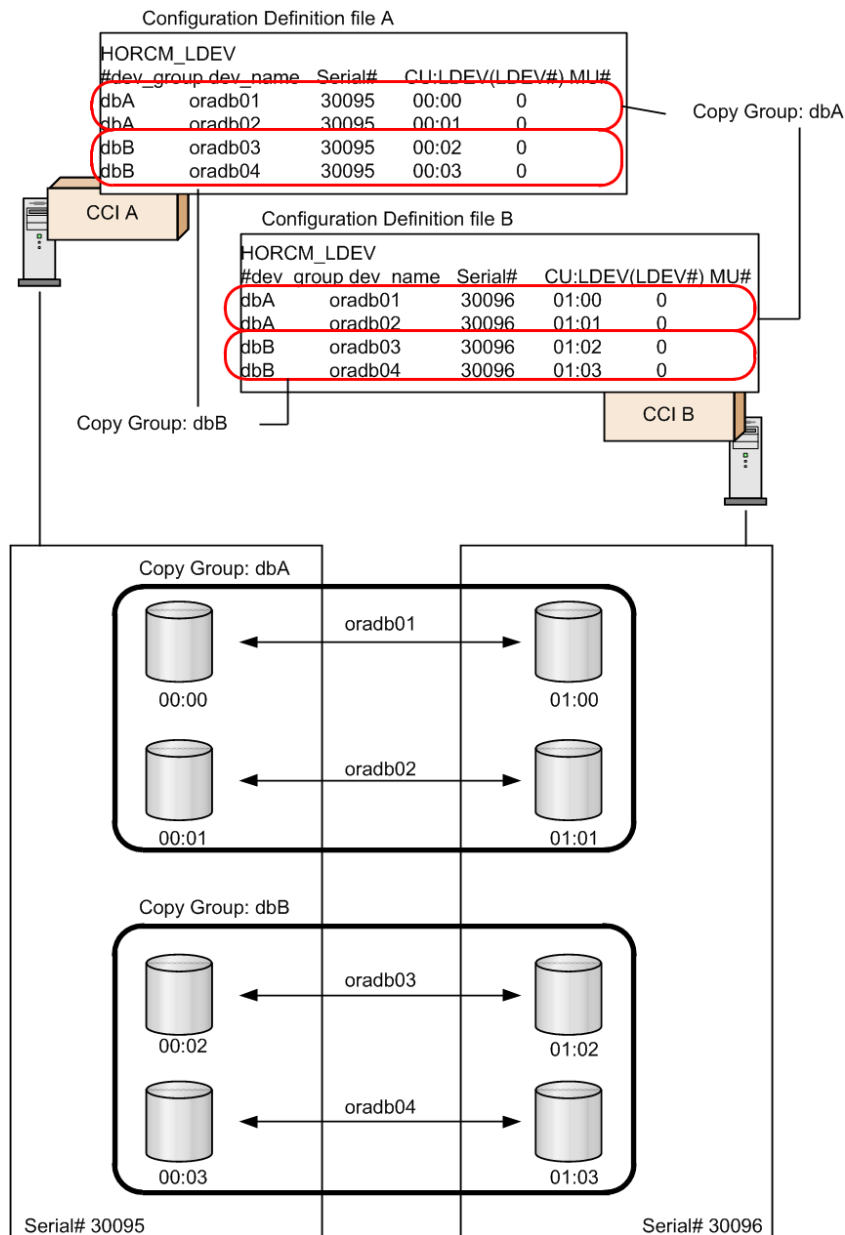 Configuration Definition file A
HORCM_LDEV
#dev_group dev_name Serial# CU:LDEV(LDEV#) MU#
dbA oradb01 30095 00:00 0
dbA oradb02 30095 00:01 0
dbB oradb03 30095 00:02 0
dbB oradb04 30095 00:03 0
Copy Group: dbA
CCI A
Configuration Definition file B
HORCM_LDEV
#dev_group dev_name Serial# CU:LDEV(LDEV#) MU#
dbA oradb01 30096 01:00 0
dbA oradb02 30096 01:01 0
dbB oradb03 30096 01:02 0
dbB oradb04 30096 01:03 0
Copy Group: dbB
CCI B
Copy Group: dbA
oradb01
00:00 01:00
oradb02
00:01 01:01
Copy Group: dbB
oradb03
00:02 01:02
oradb04
00:03 01:03
Serial# 30095 Serial# 30096